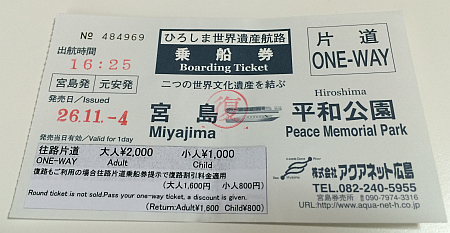 № 484969
ひろしま世界遺産航路
片道
ONE-WAY
出航時間
16:25
乗船券
Boarding Ticket
宮島発 元安発
二つの世界文化遺産を結ぶ
発売日/Issued
26.11.-4
Hiroshima
宮島 復 平和公園
Miyajima Peace Memorial Park
発売当日有効/Valid for 1day
往路片道 大人¥2,000 小人¥1,000
ONE-WAY Adult Child
復路もご利用の場合は往路片道乗船券提示で復路割引料金適用
(大人1,600円 小人800円)
Round ticket is not sold.Pass your one-way ticket, a discount is given.
(Return:Adult¥1,600 Child¥800)
株式会社 アクアネット広島
TEL.082-240-5955
宮島券売所 ☎090-7974-3316
URL:http://www.aqua-net-h.co.jp/